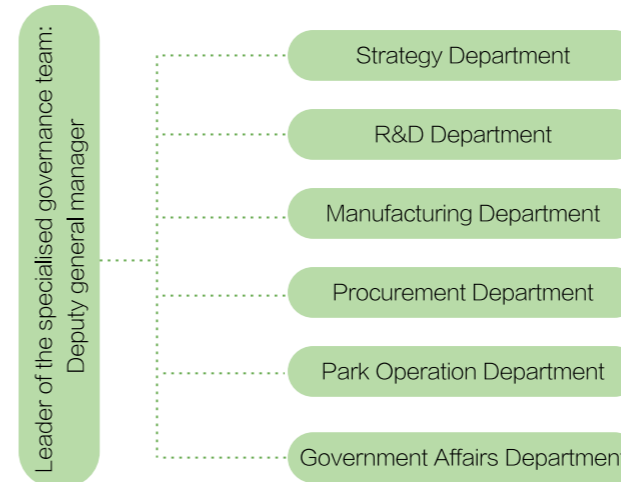 Leader of the specialised governance team:
Deputy general manager
Strategy Department
R&D Department
Manufacturing Department
Procurement Department
Park Operation Department
Government Affairs Department